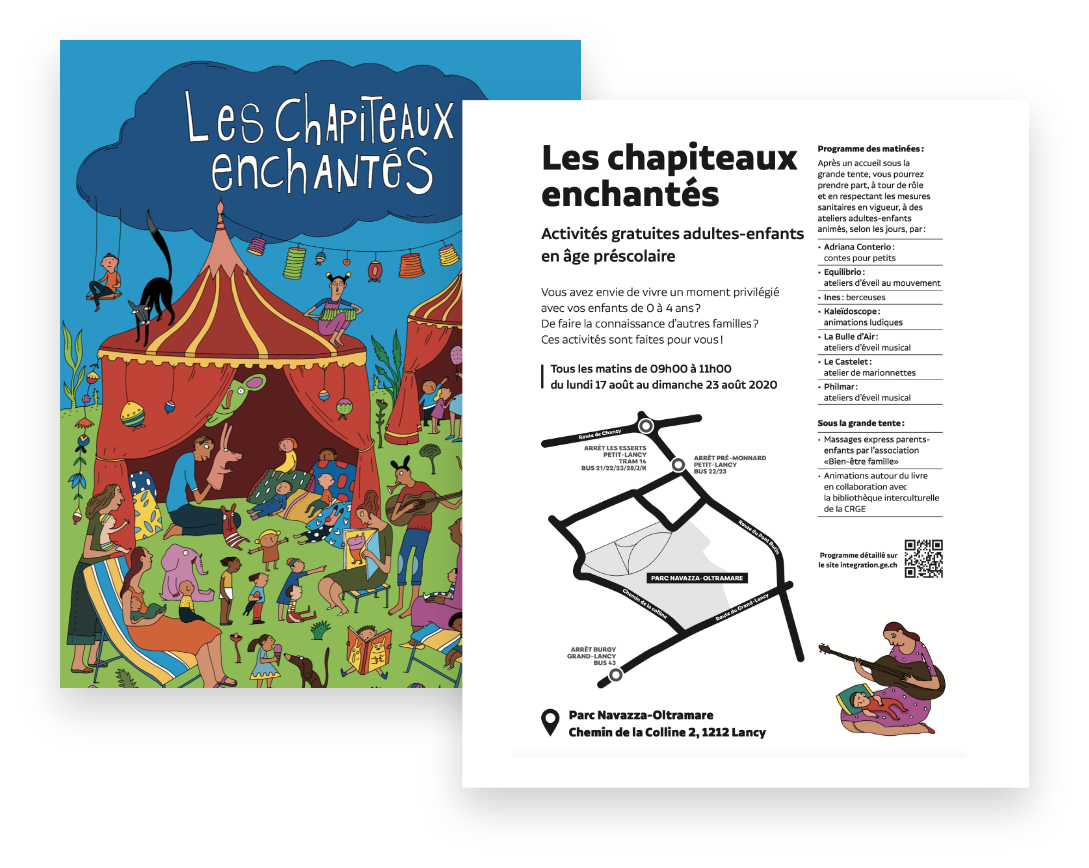 Les Chapiteaux
enchantés
Les chapiteaux
enchantés
Activités gratuites adultes-enfants
en âge préscolaire
Vous avez envie de vivre un moment privilégié
avec vos enfants de 0 à 4 ans ?
De faire la connaissance d’autres familles ?
Ces activités sont faites pour vous !
Tous les matins de 09h00 à 11h00
du lundi 17 août au dimanche 23 août 2020
Route de Chancy
ARRÊT LES ESSERTS
PETIT-LANCY
TRAM 14
BUS 21/22/23/28/J/K
ARRÊT PRÉ-MONNARD
PETIT-LANCY
BUS 22/23
Route du Pont Butin
PARC NAVAZZA-OLTRAMARE
Chemin de la colline
Route du Grand-Lancy
ARRÊT BURGY
GRAND-LANCY
BUS 43
Parc Navazza-Oltramare
Chemin de la Colline 2, 1212 Lancy
Programme des matinées :
Après un accueil sous la
grande tente, vous pourrez
prendre part, à tour de rôle
et en respectant les mesures
sanitaires en vigueur, à des
ateliers adultes-enfants
animés, selon les jours, par :
• Adriana Conterio :
contes pour petits
• Equilibrio :
ateliers d’éveil au mouvement
• Ines : berceuses
• Kaleïdoscope :
animations ludiques
• La Bulle d’Air :
ateliers d’éveil musical
• Le Castelet :
atelier de marionnettes
• Philmar :
ateliers d’éveil musical
Sous la grande tente :
• Massages express parents-
enfants par l’association
«Bien-être famille»
• Animations autour du livre
en collaboration avec
la bibliothèque interculturelle
de la CRGE
Programme détaillé sur
le site integration.ge.ch